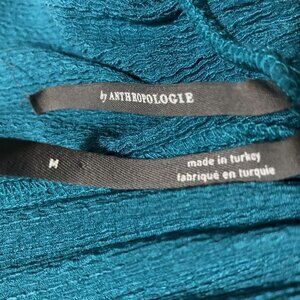 by ANTHROPOLOGIE
M
made in turkey
fabriqué en turquie